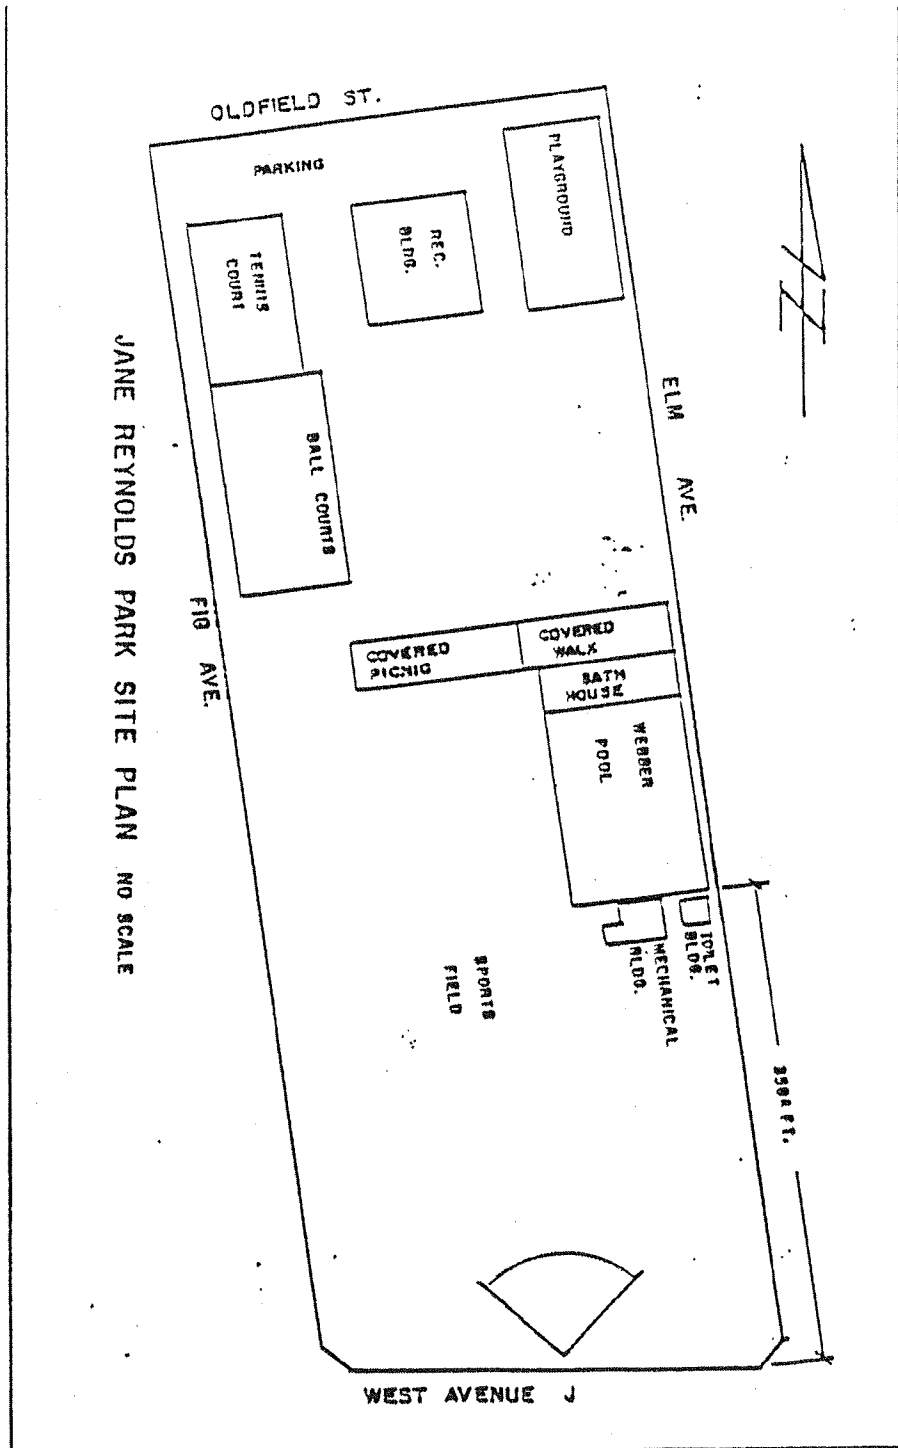 OLDFIELD ST.
PARKING
PLAYGROUND
REC.
BLDG.
TENNIS
COURT
ELM AVE.
BALL COURTS
FIG AVE.
COVERED
PICNIC
COVERED
WALK
BATH
HOUSE
WEBBER
POOL
TOILET
BLDG.
MECHANICAL
BLDG.
SPORTS
FIELD
WEST AVENUE J
JANE REYNOLDS PARK SITE PLAN NO SCALE